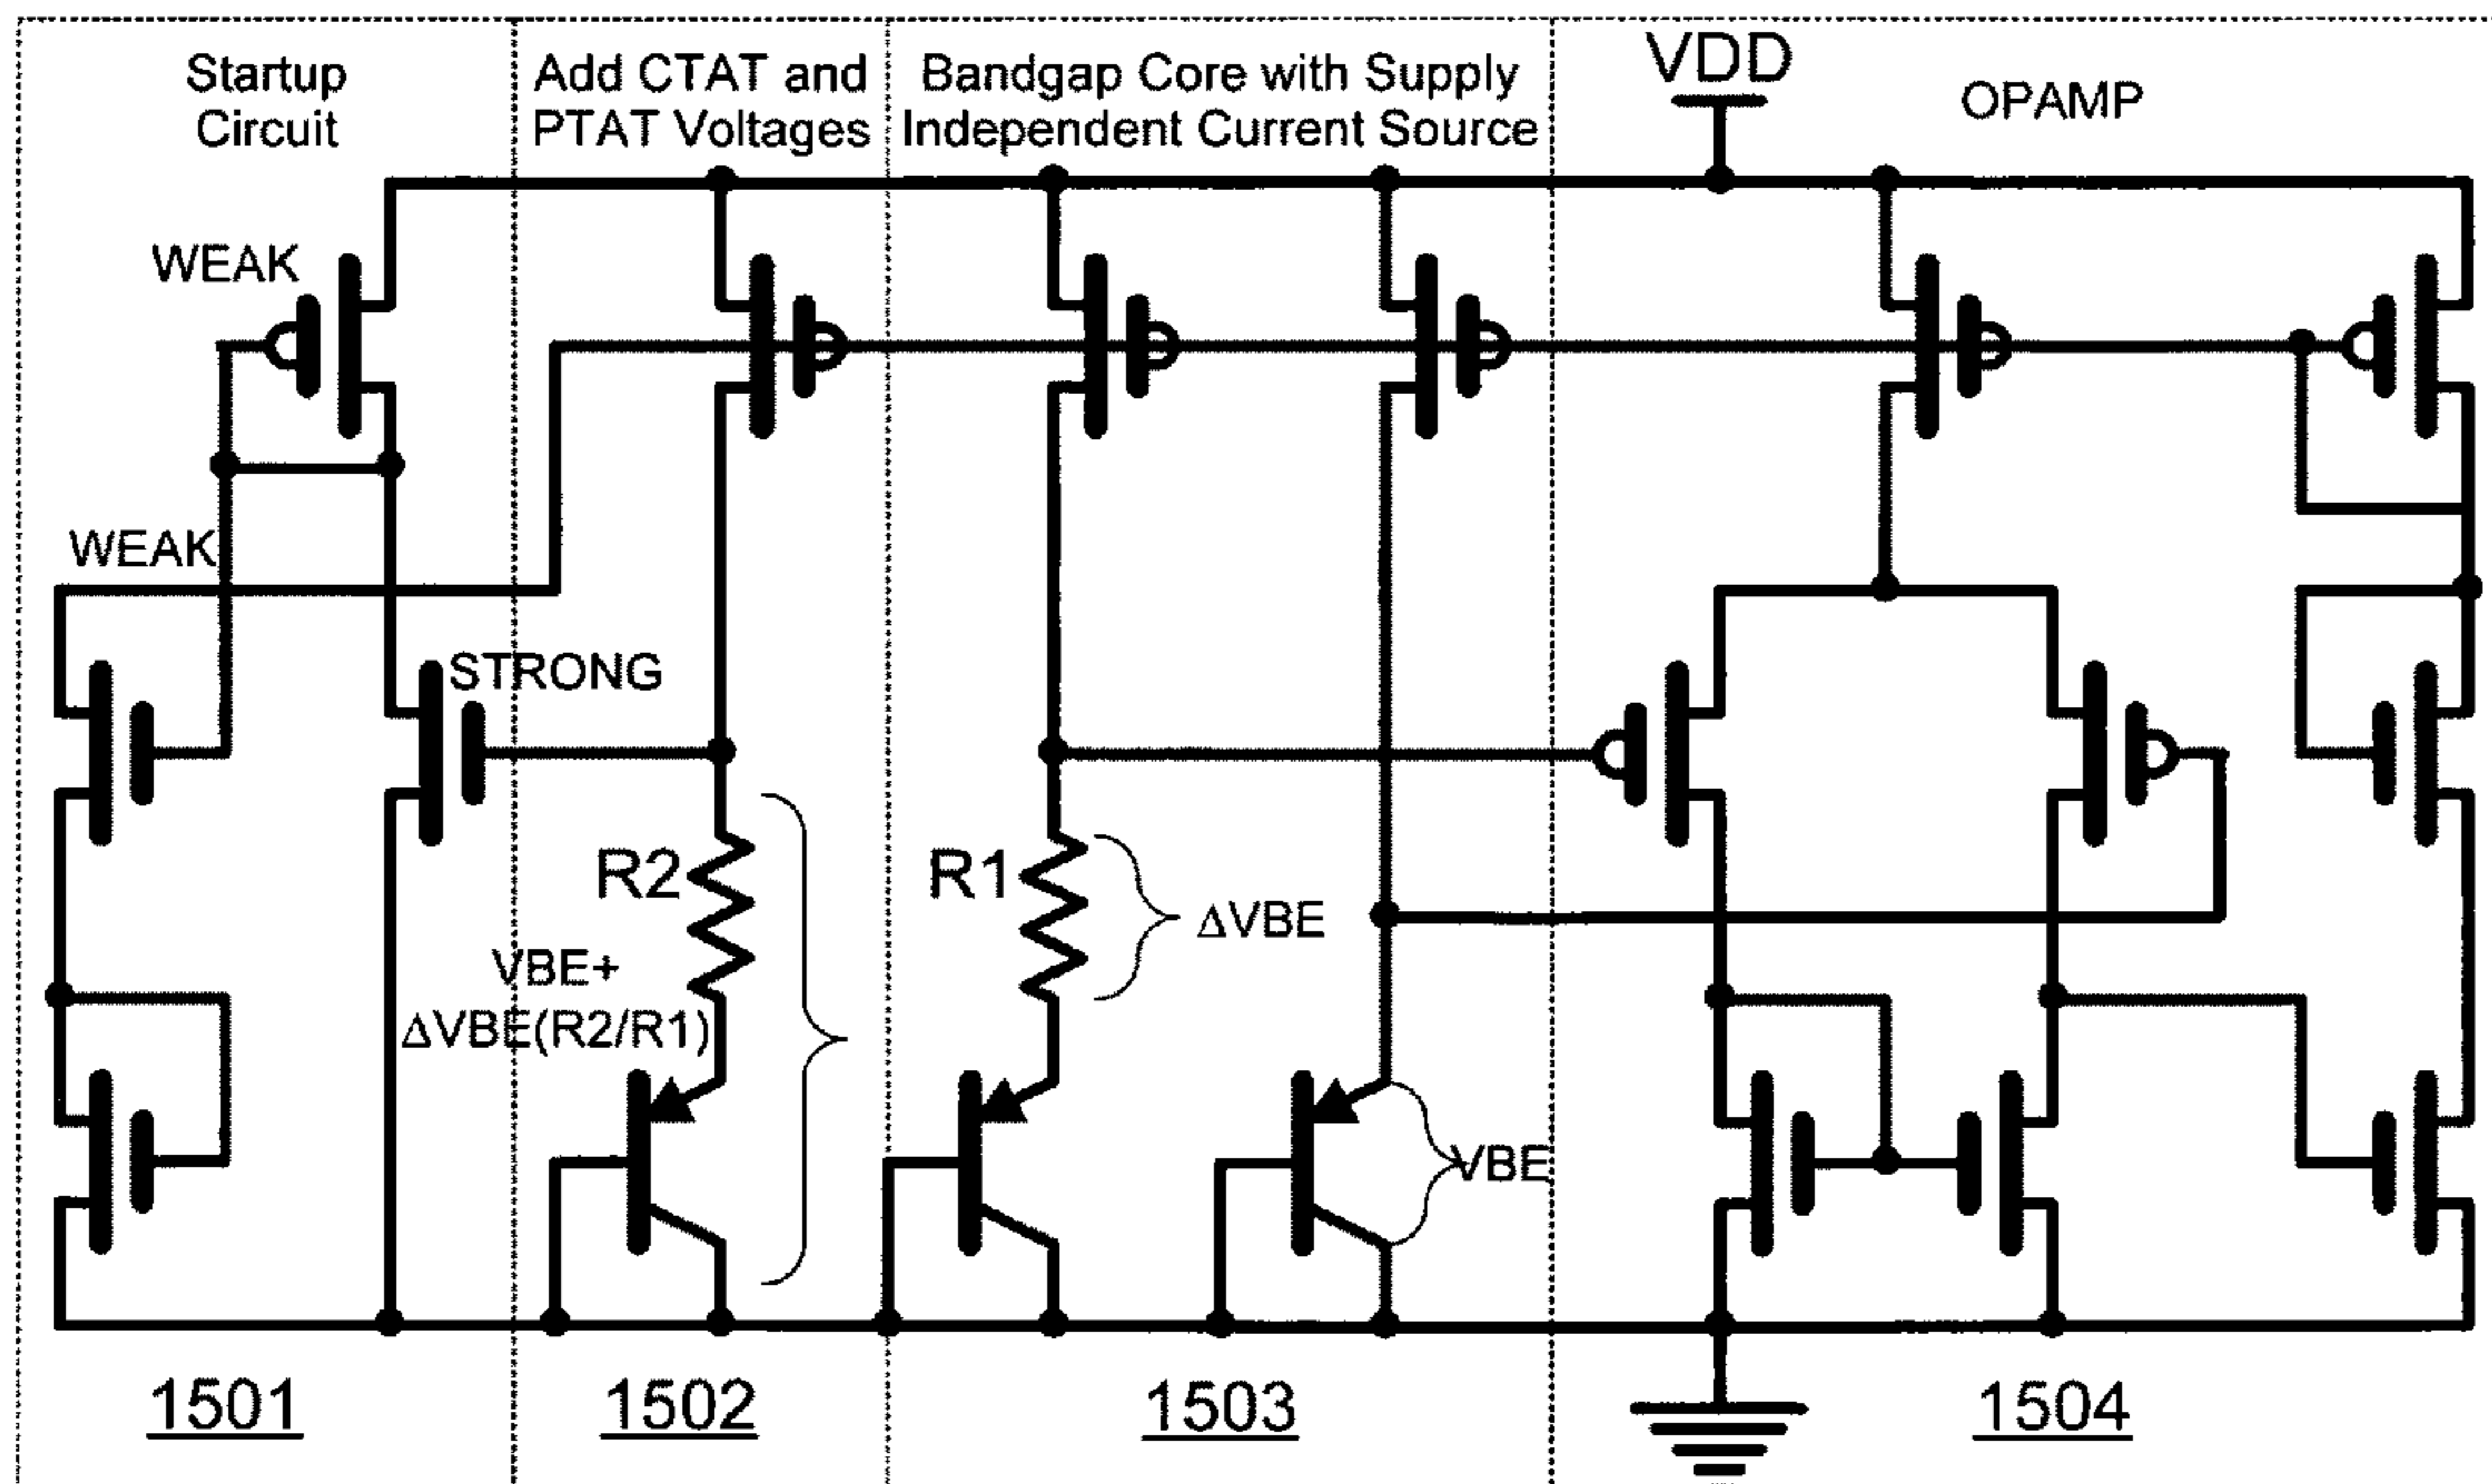 Startup
Circuit
Add CTAT and
PTAT Voltages
Bandgap Core with Supply
Independent Current Source
VDD
OPAMP
WEAK
WEAK
STRONG
R2
R1
ΔVBE
VBE+
ΔVBE(R2/R1)
VBE
1501
1502
1503
1504